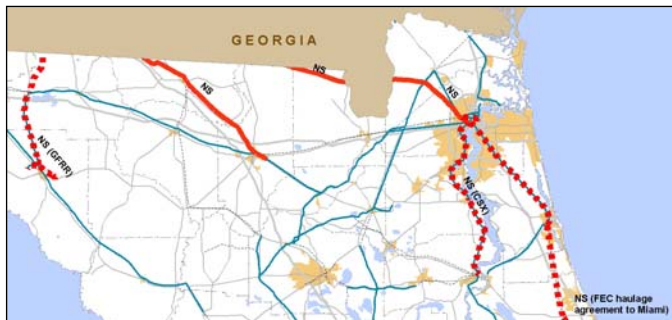 GEORGIA
NS
NS
NS
NS (GFRR)
NS (CSX)
NS (FEC haulage
agreement to Miami)